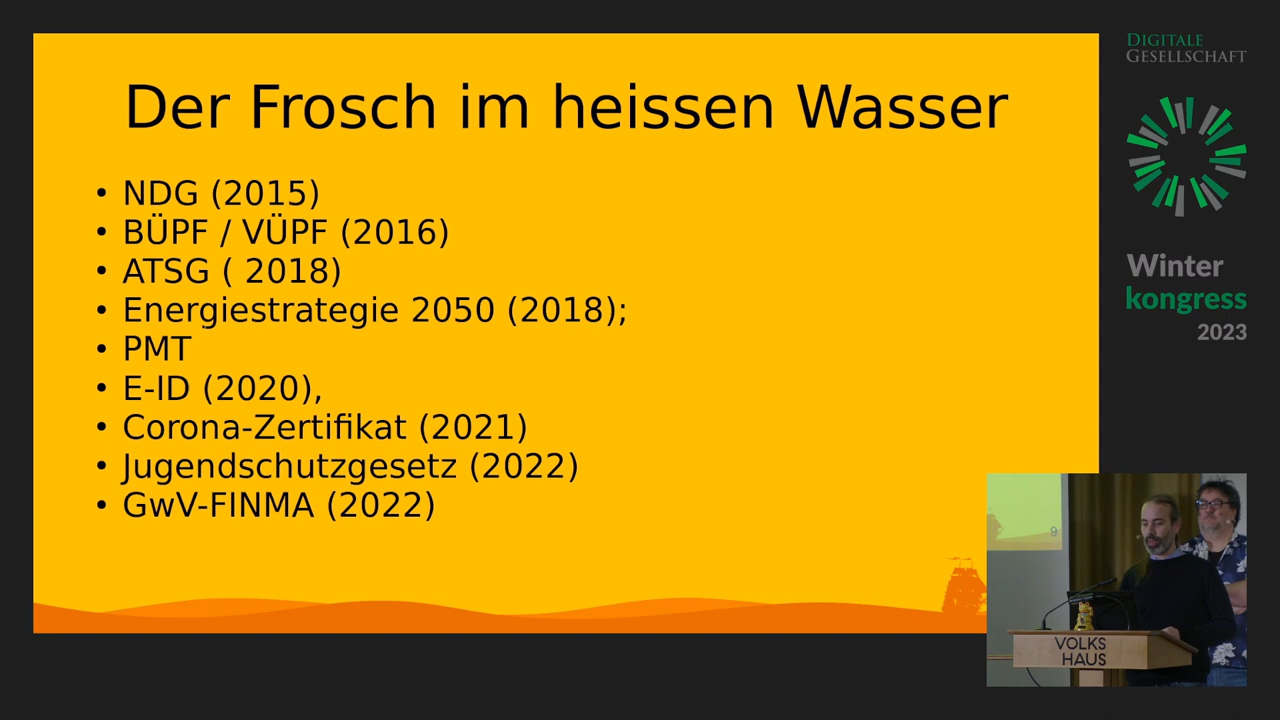 Der Frosch im heissen Wasser
• NDG (2015)
• BÜPF / VÜPF (2016)
• ATSG ( 2018)
• Energiestrategie 2050 (2018);
• PMT
• E-ID (2020),
• Corona-Zertifikat (2021)
• Jugendschutzgesetz (2022)
• GwV-FINMA (2022)
DIGITALE
GESELLSCHAFT
Winter
kongress
2023
9
VOLKS
HAUS